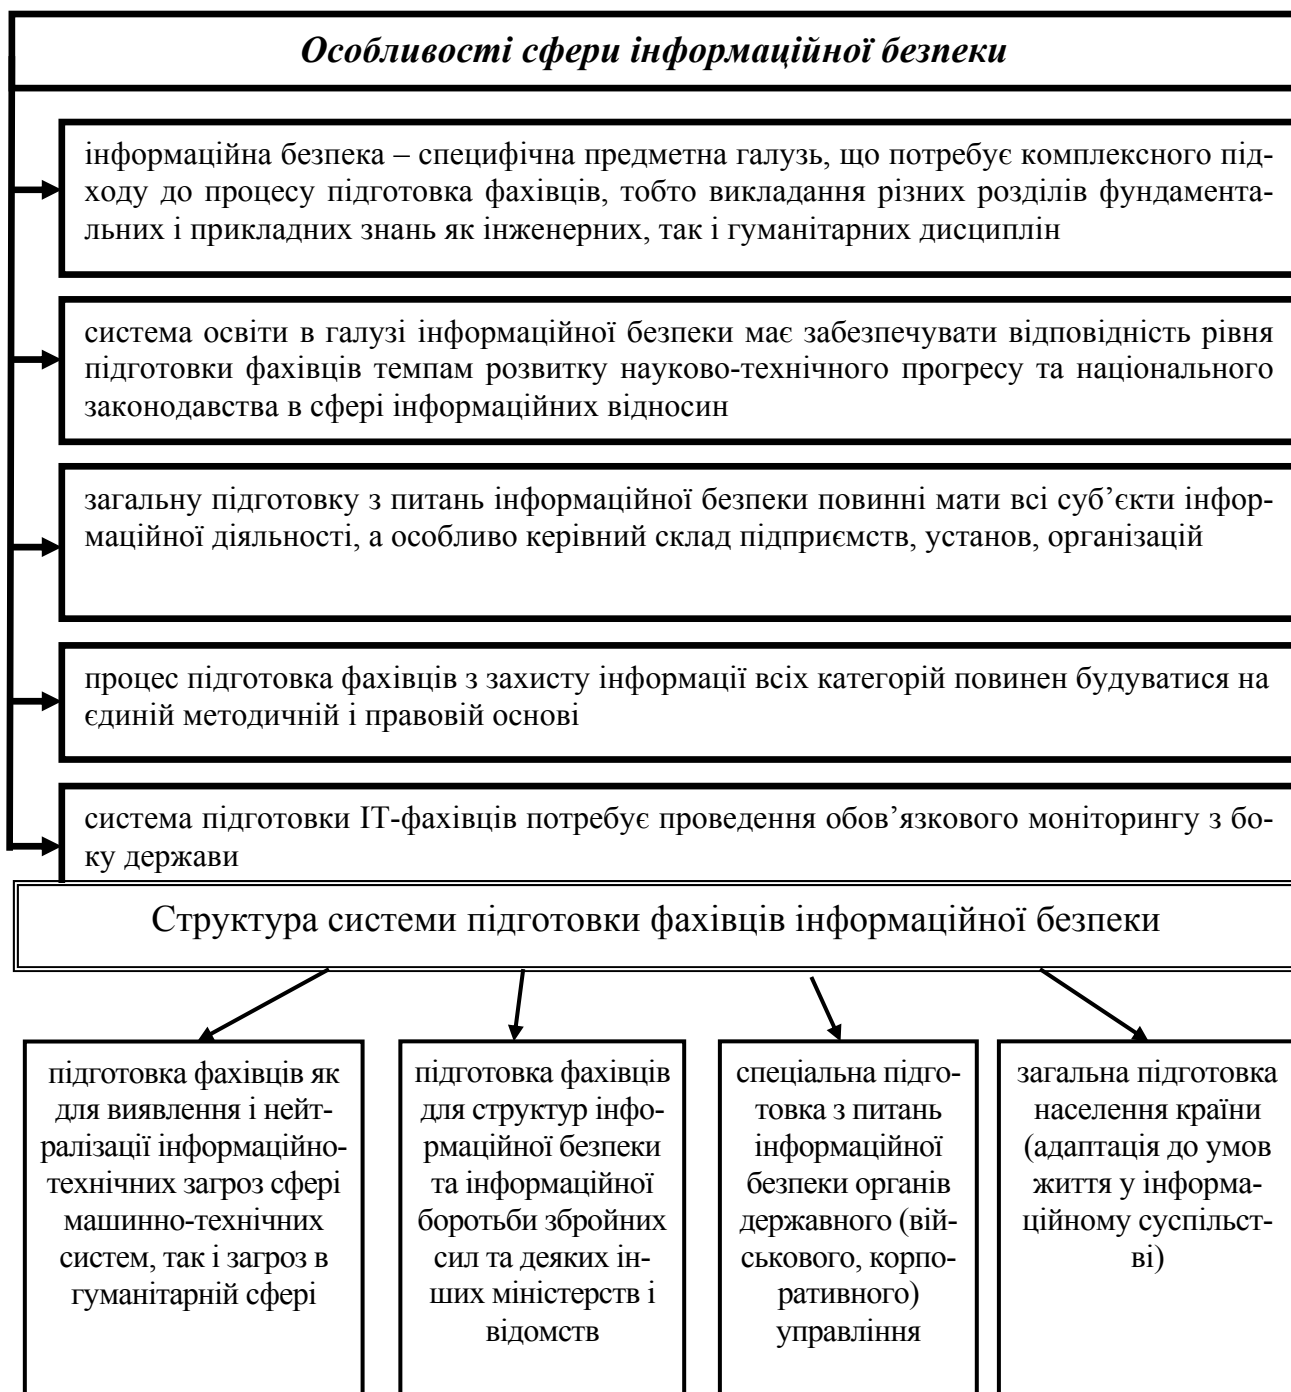 Особливості сфери інформаційної безпеки
інформаційна безпека – специфічна предметна галузь, що потребує комплексного під-
ходу до процесу підготовка фахівців, тобто викладання різних розділів фундамента-
льних і прикладних знань як інженерних, так і гуманітарних дисциплін
система освіти в галузі інформаційної безпеки має забезпечувати відповідність рівня
підготовки фахівців темпам розвитку науково-технічного прогресу та національного
законодавства в сфері інформаційних відносин
загальну підготовку з питань інформаційної безпеки повинні мати всі суб’єкти інфор-
маційної діяльності, а особливо керівний склад підприємств, установ, організацій
процес підготовка фахівців з захисту інформації всіх категорій повинен будуватися на
єдиній методичній і правовій основі
система підготовки ІТ-фахівців потребує проведення обов’язкового моніторингу з бо-
ку держави
Структура системи підготовки фахівців інформаційної безпеки
підготовка фахівців як
для виявлення і нейт-
ралізації інформаційно-
технічних загроз сфері
машинно-технічних
систем, так і загроз в
гуманітарній сфері
підготовка фахівців
для структур інфо-
рмаційної безпеки
та інформаційної
боротьби збройних
сил та деяких ін-
ших міністерств і
відомств
спеціальна підго-
товка з питань
інформаційної
безпеки органів
державного (вій-
ськового, корпо-
ративного)
управління
загальна підготовка
населення країни
(адаптація до умов
життя у інформа-
ційному суспільст-
ві)